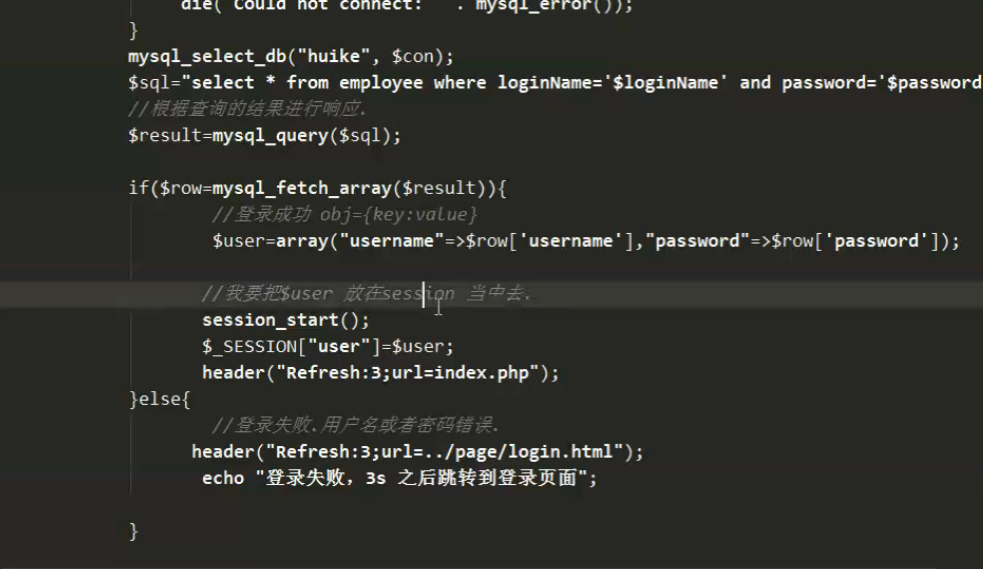 die('Could not connect: ' . mysql_error());
}
mysql_select_db("huike", $con);
$sql="select * from employee where loginName='$loginName' and password='$password
//根据查询的结果进行响应.
$result=mysql_query($sql);
if($row=mysql_fetch_array($result)){
//登录成功 obj={key:value}
$user=array("username"=>$row['username'],"password"=>$row['password']);
//我要把$user 放在session 当中去.
session_start();
$_SESSION["user"]=$user;
header("Refresh:3;url=index.php");
}else{
//登录失败.用户名或者密码错误.
header("Refresh:3;url=../page/login.html");
echo "登录失败，3s 之后跳转到登录页面";
}